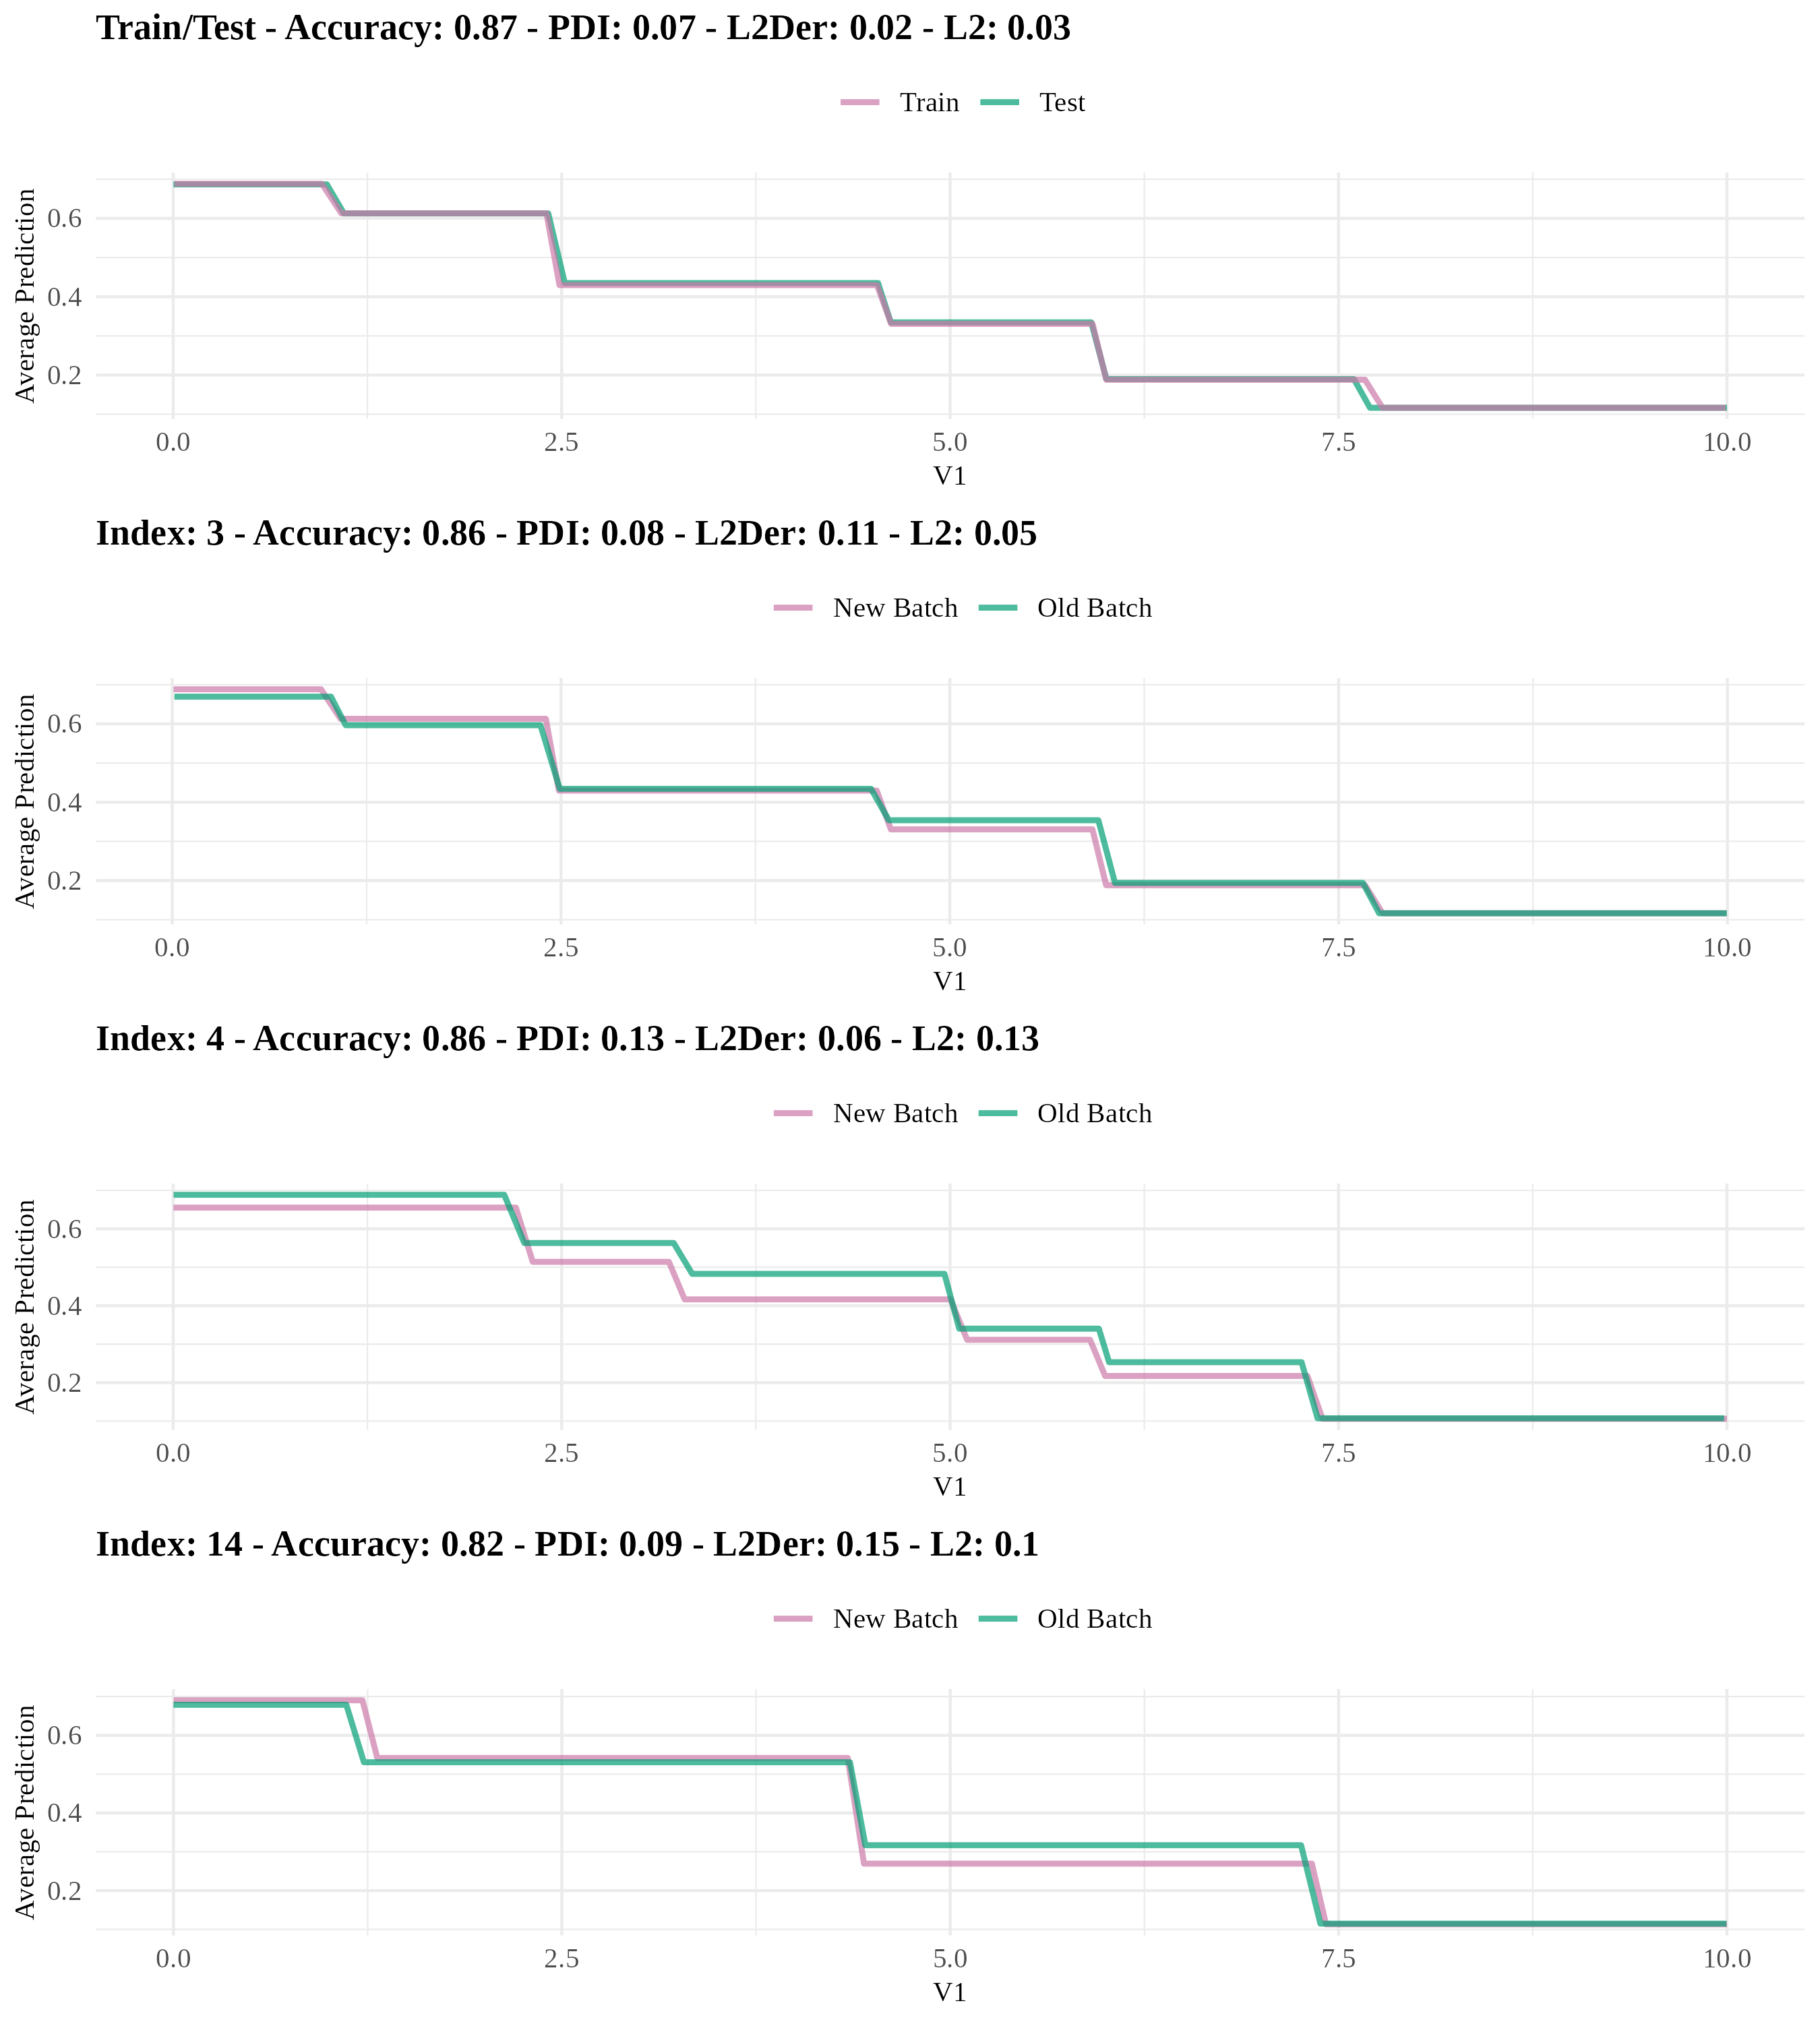 Train/Test - Accuracy: 0.87 - PDI: 0.07 - L2Der: 0.02 - L2: 0.03
Train Test
Average Prediction
0.6
0.4
0.2
0.0 2.5 5.0 7.5 10.0
V1
Index: 3 - Accuracy: 0.86 - PDI: 0.08 - L2Der: 0.11 - L2: 0.05
New Batch Old Batch
Average Prediction
0.6
0.4
0.2
0.0 2.5 5.0 7.5 10.0
V1
Index: 4 - Accuracy: 0.86 - PDI: 0.13 - L2Der: 0.06 - L2: 0.13
New Batch Old Batch
Average Prediction
0.6
0.4
0.2
0.0 2.5 5.0 7.5 10.0
V1
Index: 14 - Accuracy: 0.82 - PDI: 0.09 - L2Der: 0.15 - L2: 0.1
New Batch Old Batch
Average Prediction
0.6
0.4
0.2
0.0 2.5 5.0 7.5 10.0
V1